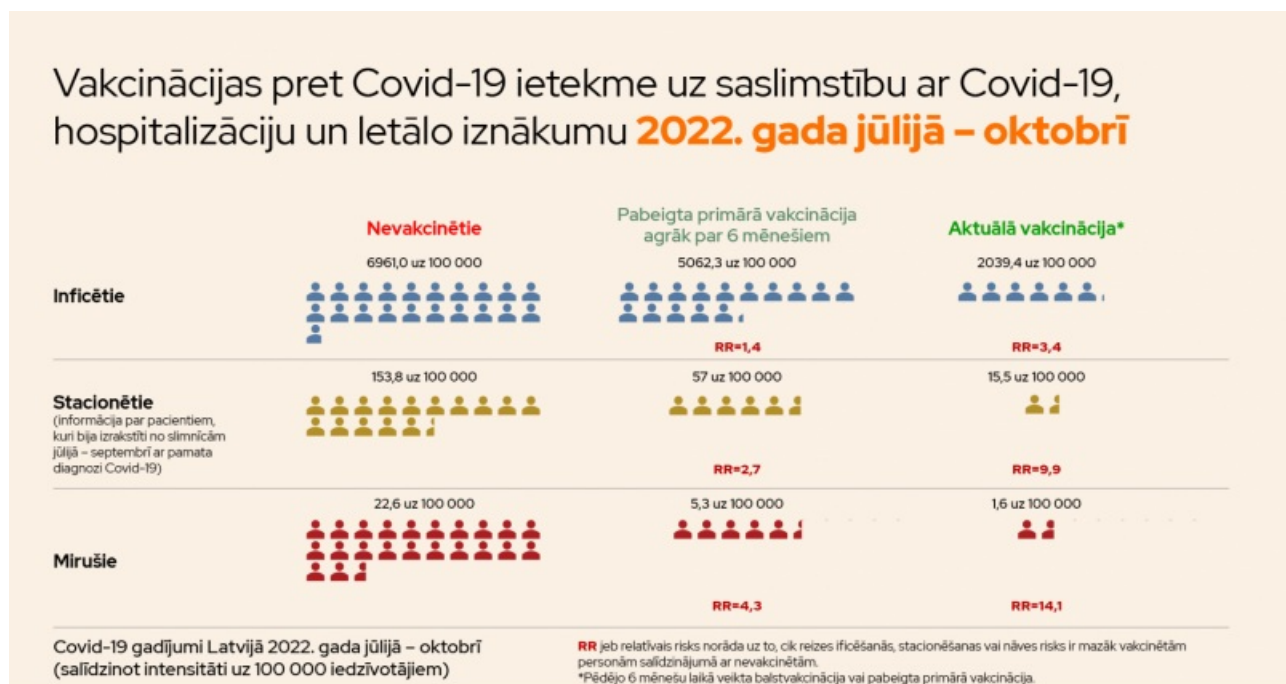 Vakcinācijas pret Covid-19 ietekme uz saslimstību ar Covid-19,
hospitalizāciju un letālo iznākumu 2022. gada jūlijā – oktobrī
Nevakcinētie
Pabeigta primārā vakcinācija
agrāk par 6 mēnešiem
Aktuālā vakcinācija*
Inficētie
6961,0 uz 100 000
5062,3 uz 100 000
2039,4 uz 100 000
RR=1,4
RR=3,4
Stacionētie
(informācija par pacientiem,
kuri bija izrakstīti no slimnīcām
jūlijā – septembrī ar pamata
diagnozi Covid-19)
153,8 uz 100 000
57 uz 100 000
15,5 uz 100 000
RR=2,7
RR=9,9
Mirušie
22,6 uz 100 000
5,3 uz 100 000
1,6 uz 100 000
RR=4,3
RR=14,1
Covid-19 gadījumi Latvijā 2022. gada jūlijā – oktobrī
(salīdzinot intensitāti uz 100 000 iedzīvotājiem)
RR jeb relatīvais risks norāda uz to, cik reizes ificēšanās, stacionēšanas vai nāves risks ir mazāk vakcinētām
personām salīdzinājumā ar nevakcinētām.
*Pēdējo 6 mēnešu laikā veikta balstvakcinācija vai pabeigta primārā vakcinācija.